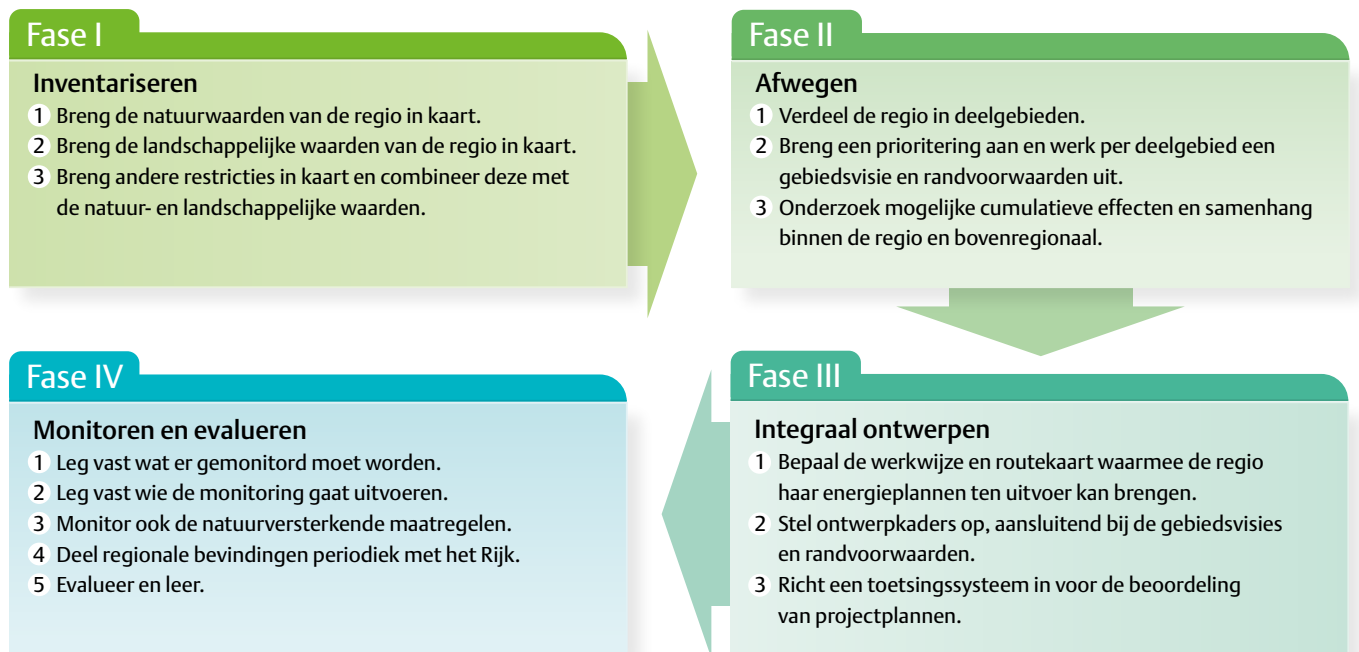 Fase I
Inventariseren
1 Breng de natuurwaarden van de regio in kaart.
2 Breng de landschappelijke waarden van de regio in kaart.
3 Breng andere restricties in kaart en combineer deze met
de natuur- en landschappelijke waarden.
Fase II
Afwegen
1 Verdeel de regio in deelgebieden.
2 Breng een prioritering aan en werk per deelgebied een
gebiedsvisie en randvoorwaarden uit.
3 Onderzoek mogelijke cumulatieve effecten en samenhang
binnen de regio en bovenregionaal.
Fase III
Integraal ontwerpen
1 Bepaal de werkwijze en routekaart waarmee de regio
haar energieplannen ten uitvoer kan brengen.
2 Stel ontwerpkaders op, aansluitend bij de gebiedsvisies
en randvoorwaarden.
3 Richt een toetsingssysteem in voor de beoordeling
van projectplannen.
Fase IV
Monitoren en evalueren
1 Leg vast wat er gemonitord moet worden.
2 Leg vast wie de monitoring gaat uitvoeren.
3 Monitor ook de natuurversterkende maatregelen.
4 Deel regionale bevindingen periodiek met het Rijk.
5 Evalueer en leer.